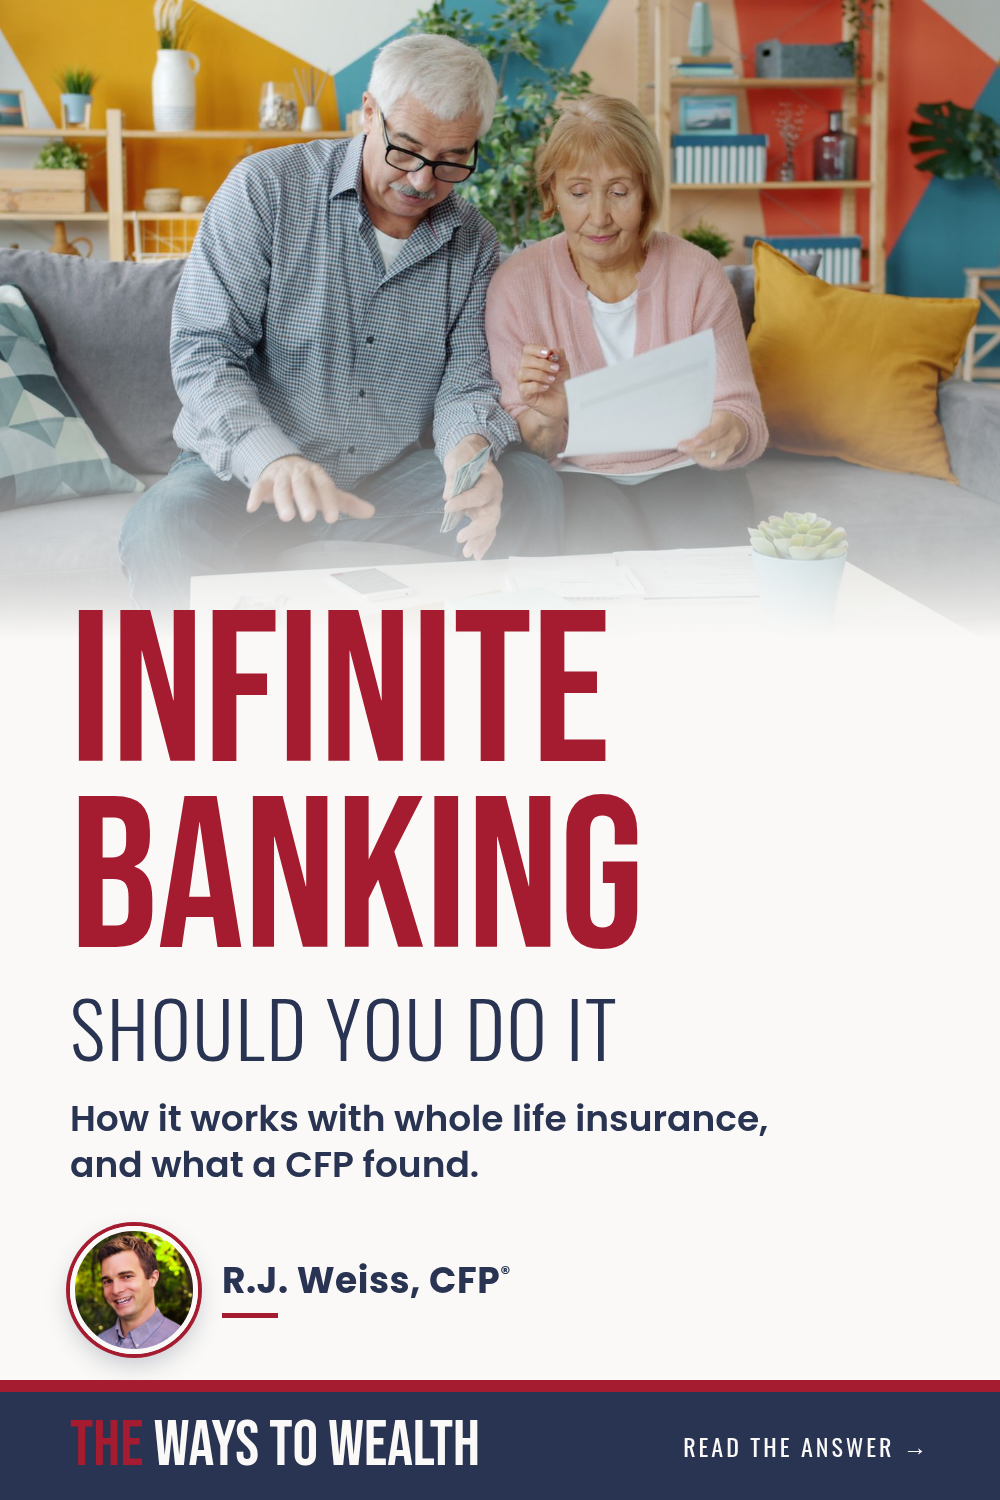 INFINITE
BANKING
SHOULD YOU DO IT
How it works with whole life insurance,
and what a CFP found.
R.J. Weiss, CFP®
THE WAYS TO WEALTH
READ THE ANSWER →